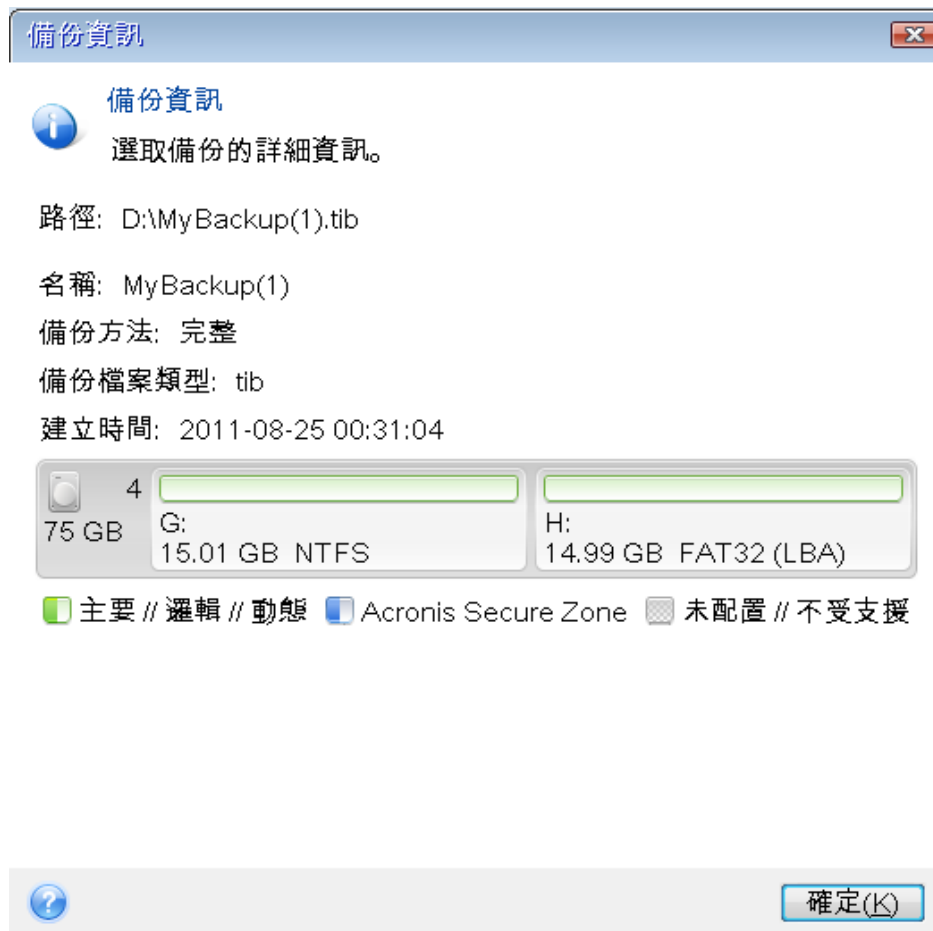 備份資訊
備份資訊
選取備份的詳細資訊。
路徑: D:\MyBackup(1).tib
名稱: MyBackup(1)
備份方法: 完整
備份檔案類型: tib
建立時間: 2011-08-25 00:31:04
4
75 GB
G:
15.01 GB NTFS
H:
14.99 GB FAT32 (LBA)
主要 // 邏輯 // 動態 Acronis Secure Zone 未配置 // 不受支援
確定(K)